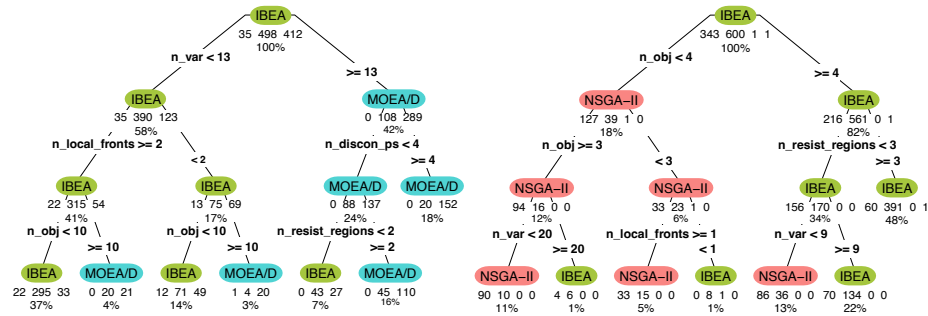 IBEA
35 498 412
100%
n_var < 13
>= 13
IBEA
35 390 123
58%
MOEA/D
0 108 289
42%
n_local_fronts >= 2
< 2
n_discon_ps < 4
>= 4
IBEA
22 315 54
41%
IBEA
13 75 69
17%
MOEA/D
0 88 137
24%
MOEA/D
0 20 152
18%
n_obj < 10
>= 10
n_obj < 10
>= 10
n_resist_regions < 2
>= 2
IBEA
22 295 33
37%
MOEA/D
0 20 21
4%
IBEA
12 71 49
14%
MOEA/D
1 4 20
3%
IBEA
0 43 27
7%
MOEA/D
0 45 110
16%
IBEA
343 600 1 1
100%
n_obj < 4
>= 4
NSGA−II
127 39 1 0
18%
IBEA
216 561 0 1
82%
n_obj >= 3
< 3
n_resist_regions < 3
>= 3
NSGA−II
94 16 0 0
12%
NSGA−II
33 23 1 0
6%
IBEA
156 170 0 0
34%
IBEA
60 391 0 1
48%
n_var < 20
>= 20
n_local_fronts >= 1
< 1
n_var < 9
>= 9
NSGA−II
90 10 0 0
11%
IBEA
4 6 0 0
1%
NSGA−II
33 15 0 0
5%
IBEA
0 8 1 0
1%
NSGA−II
86 36 0 0
13%
IBEA
70 134 0 0
22%